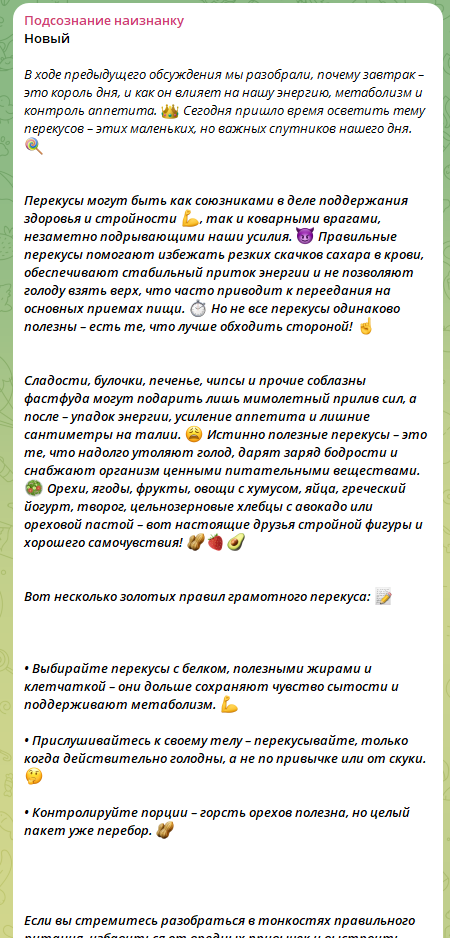 Подсознание наизнанку
Новый
В ходе предыдущего обсуждения мы разобрали, почему завтрак –
это король дня, и как он влияет на нашу энергию, метаболизм и
контроль аппетита. 👑 Сегодня пришло время осветить тему
перекусов – этих маленьких, но важных спутников нашего дня.
🍭
Перекусы могут быть как союзниками в деле поддержания
здоровья и стройности 💪, так и коварными врагами,
незаметно подрывающими наши усилия. 😈 Правильные
перекусы помогают избежать резких скачков сахара в крови,
обеспечивают стабильный приток энергии и не позволяют
голоду взять верх, что часто приводит к переедания на
основных приемах пищи. ⏱ Но не все перекусы одинаково
полезны – есть те, что лучше обходить стороной! ☝
Сладости, булочки, печенье, чипсы и прочие соблазны
фастфуда могут подарить лишь мимолетный прилив сил, а
после – упадок энергии, усиление аппетита и лишние
сантиметры на талии. 😩 Истинно полезные перекусы – это
те, что надолго утоляют голод, дарят заряд бодрости и
снабжают организм ценными питательными веществами.
🥗 Орехи, ягоды, фрукты, овощи с хумусом, яйца, греческий
йогурт, творог, цельнозерновые хлебцы с авокадо или
ореховой пастой – вот настоящие друзья стройной фигуры и
хорошего самочувствия! 🥜🍓🥑
Вот несколько золотых правил грамотного перекуса: 📝
• Выбирайте перекусы с белком, полезными жирами и
клетчаткой – они дольше сохраняют чувство сытости и
поддерживают метаболизм. 💪
• Прислушивайтесь к своему телу – перекусывайте, только
когда действительно голодны, а не по привычке или от скуки.
🤔
• Контролируйте порции – горсть орехов полезна, но целый
пакет уже перебор. 🥜
Если вы стремитесь разобраться в тонкостях правильного
питания, избавиться от вредных привычек и выстроить